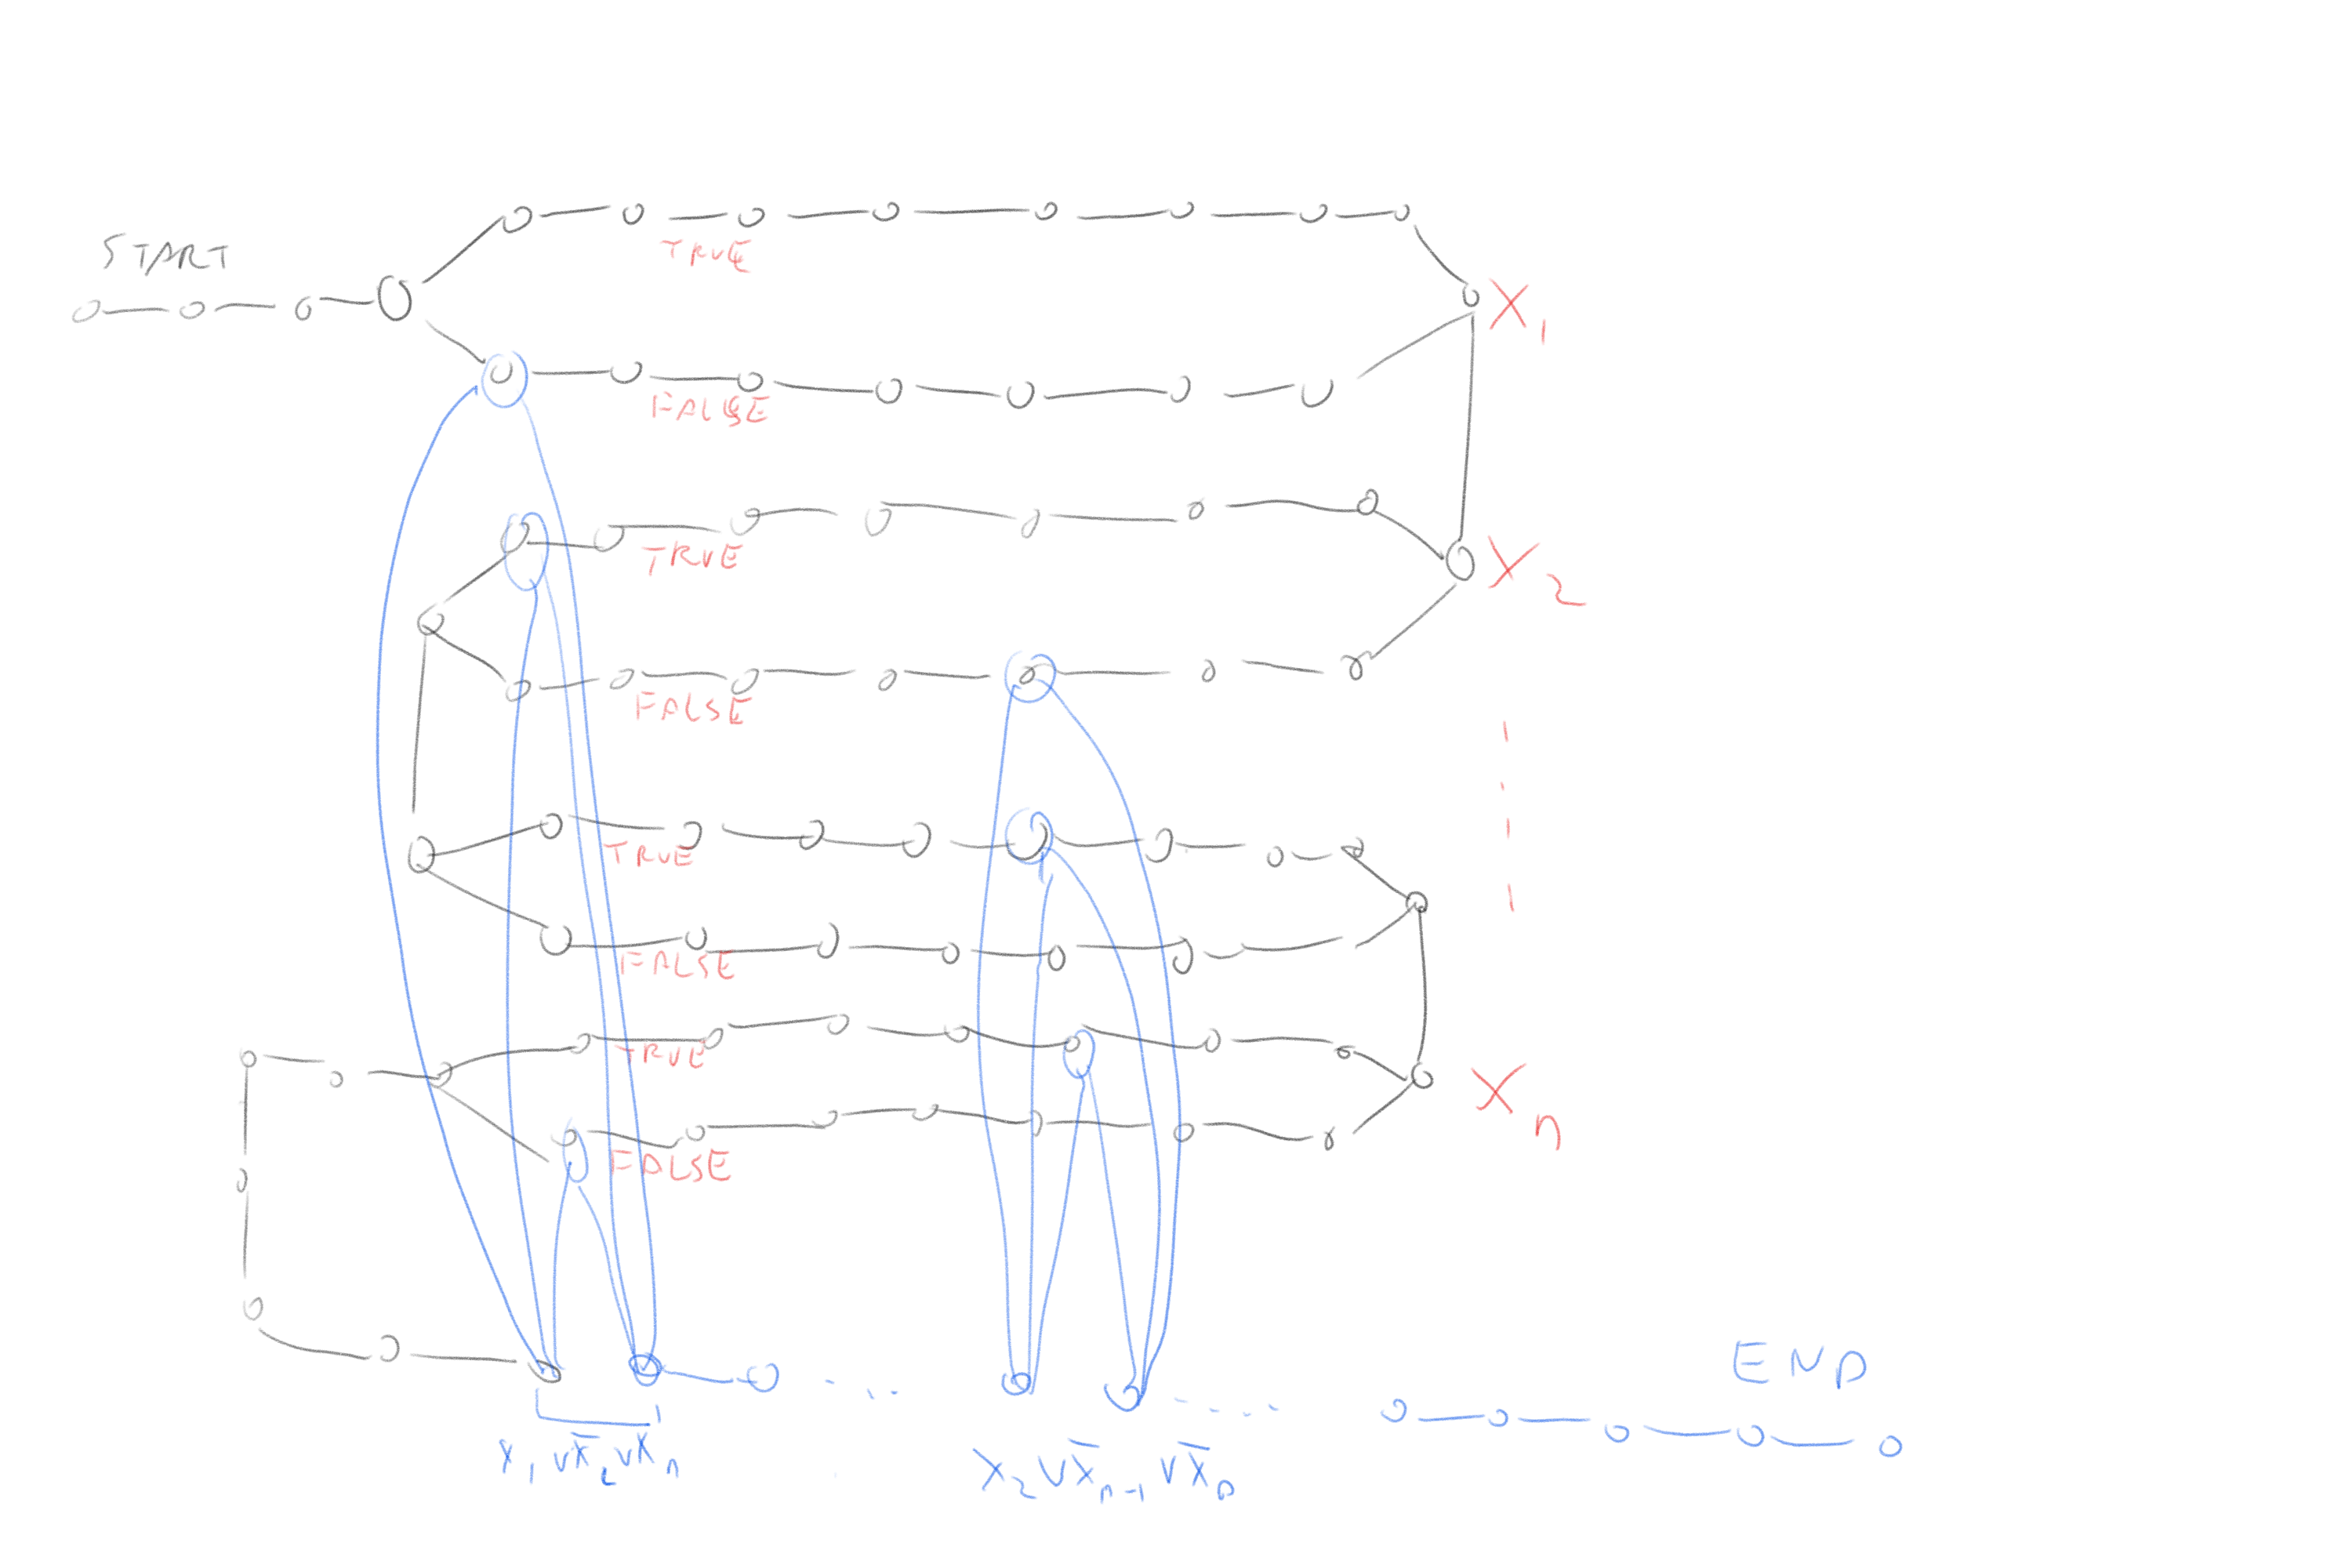 START
TRUE
X₁
FALSE
TRUE
X₂
FALSE
TRUE
FALSE
TRUE
Xₙ
FALSE
END
X₁ ∨ X̅₂ ∨ Xₙ
X₂ ∨ X̅ₙ₋₁ ∨ X̅ₙ